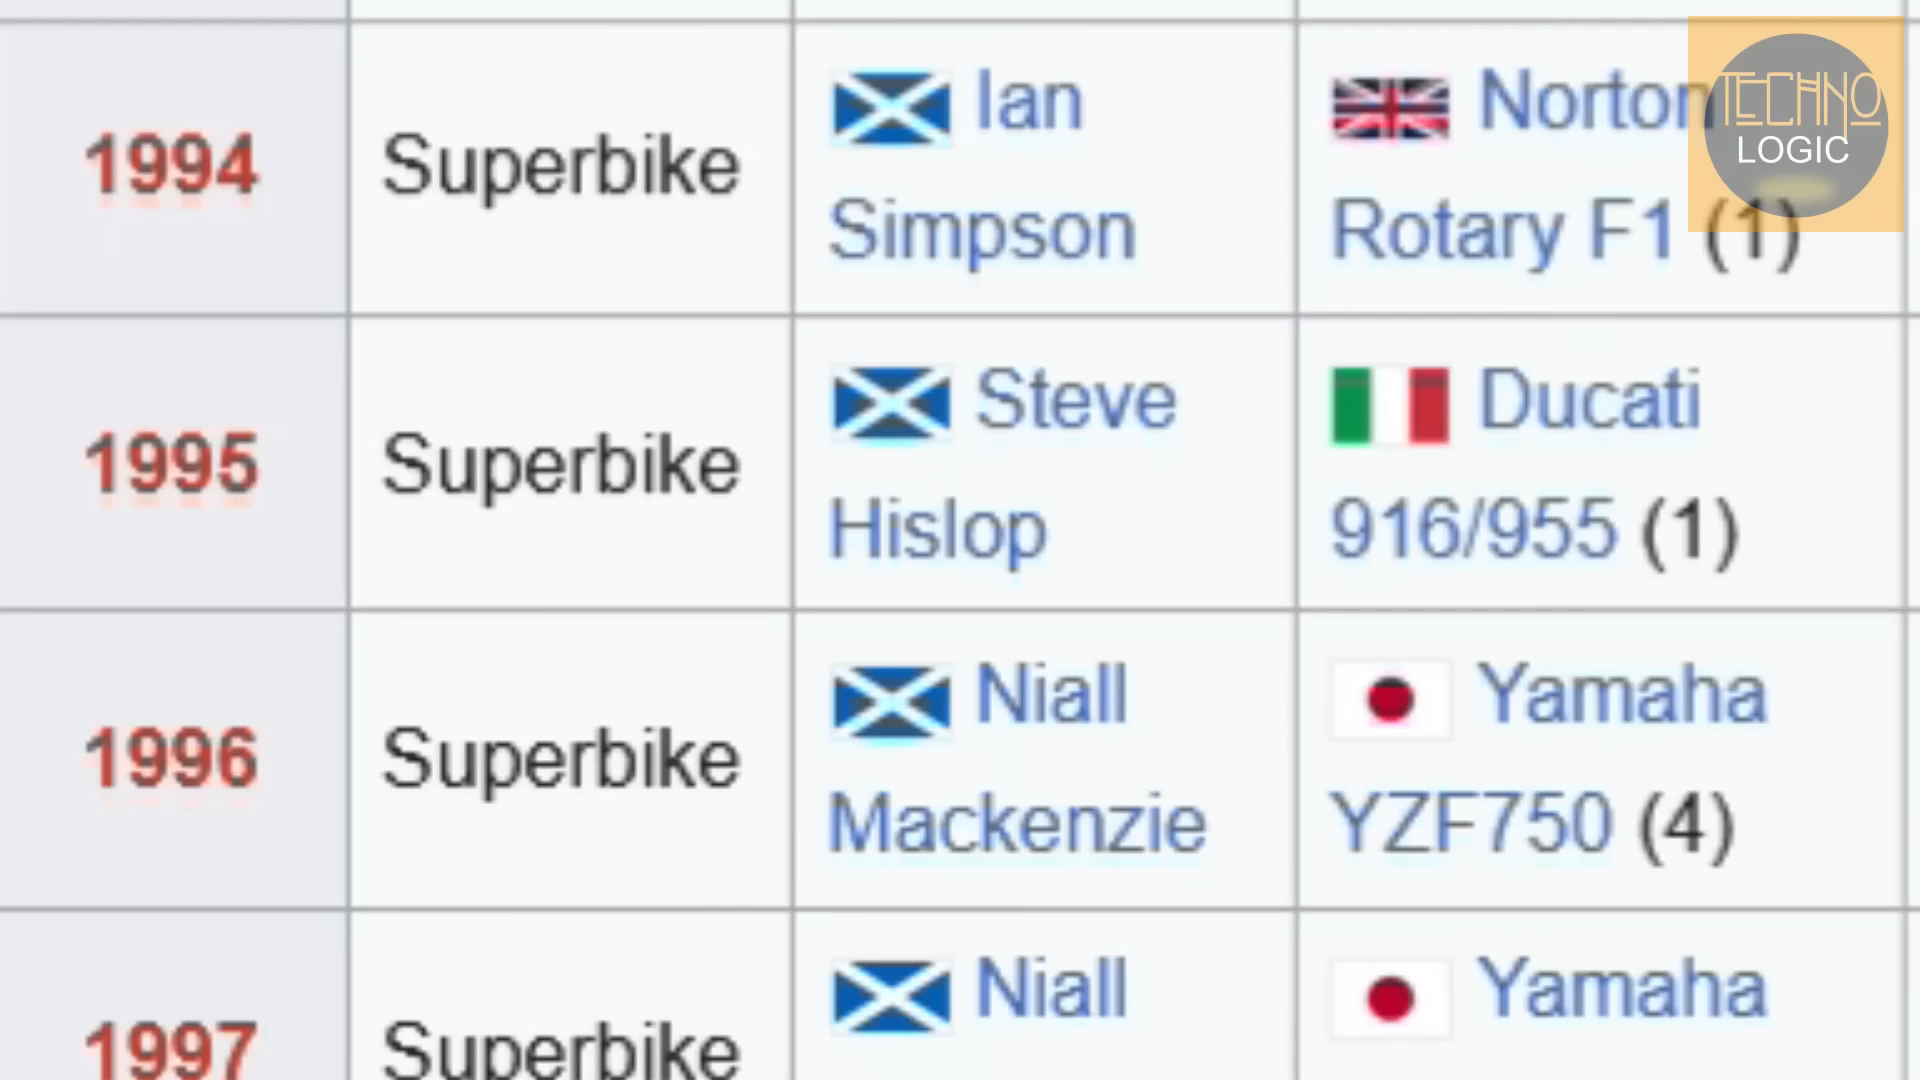 1994 Superbike Ian Simpson Norton Rotary F1 (1)
1995 Superbike Steve Hislop Ducati 916/955 (1)
1996 Superbike Niall Mackenzie Yamaha YZF750 (4)
1997 Superbike Niall Yamaha
TECHNO
LOGIC